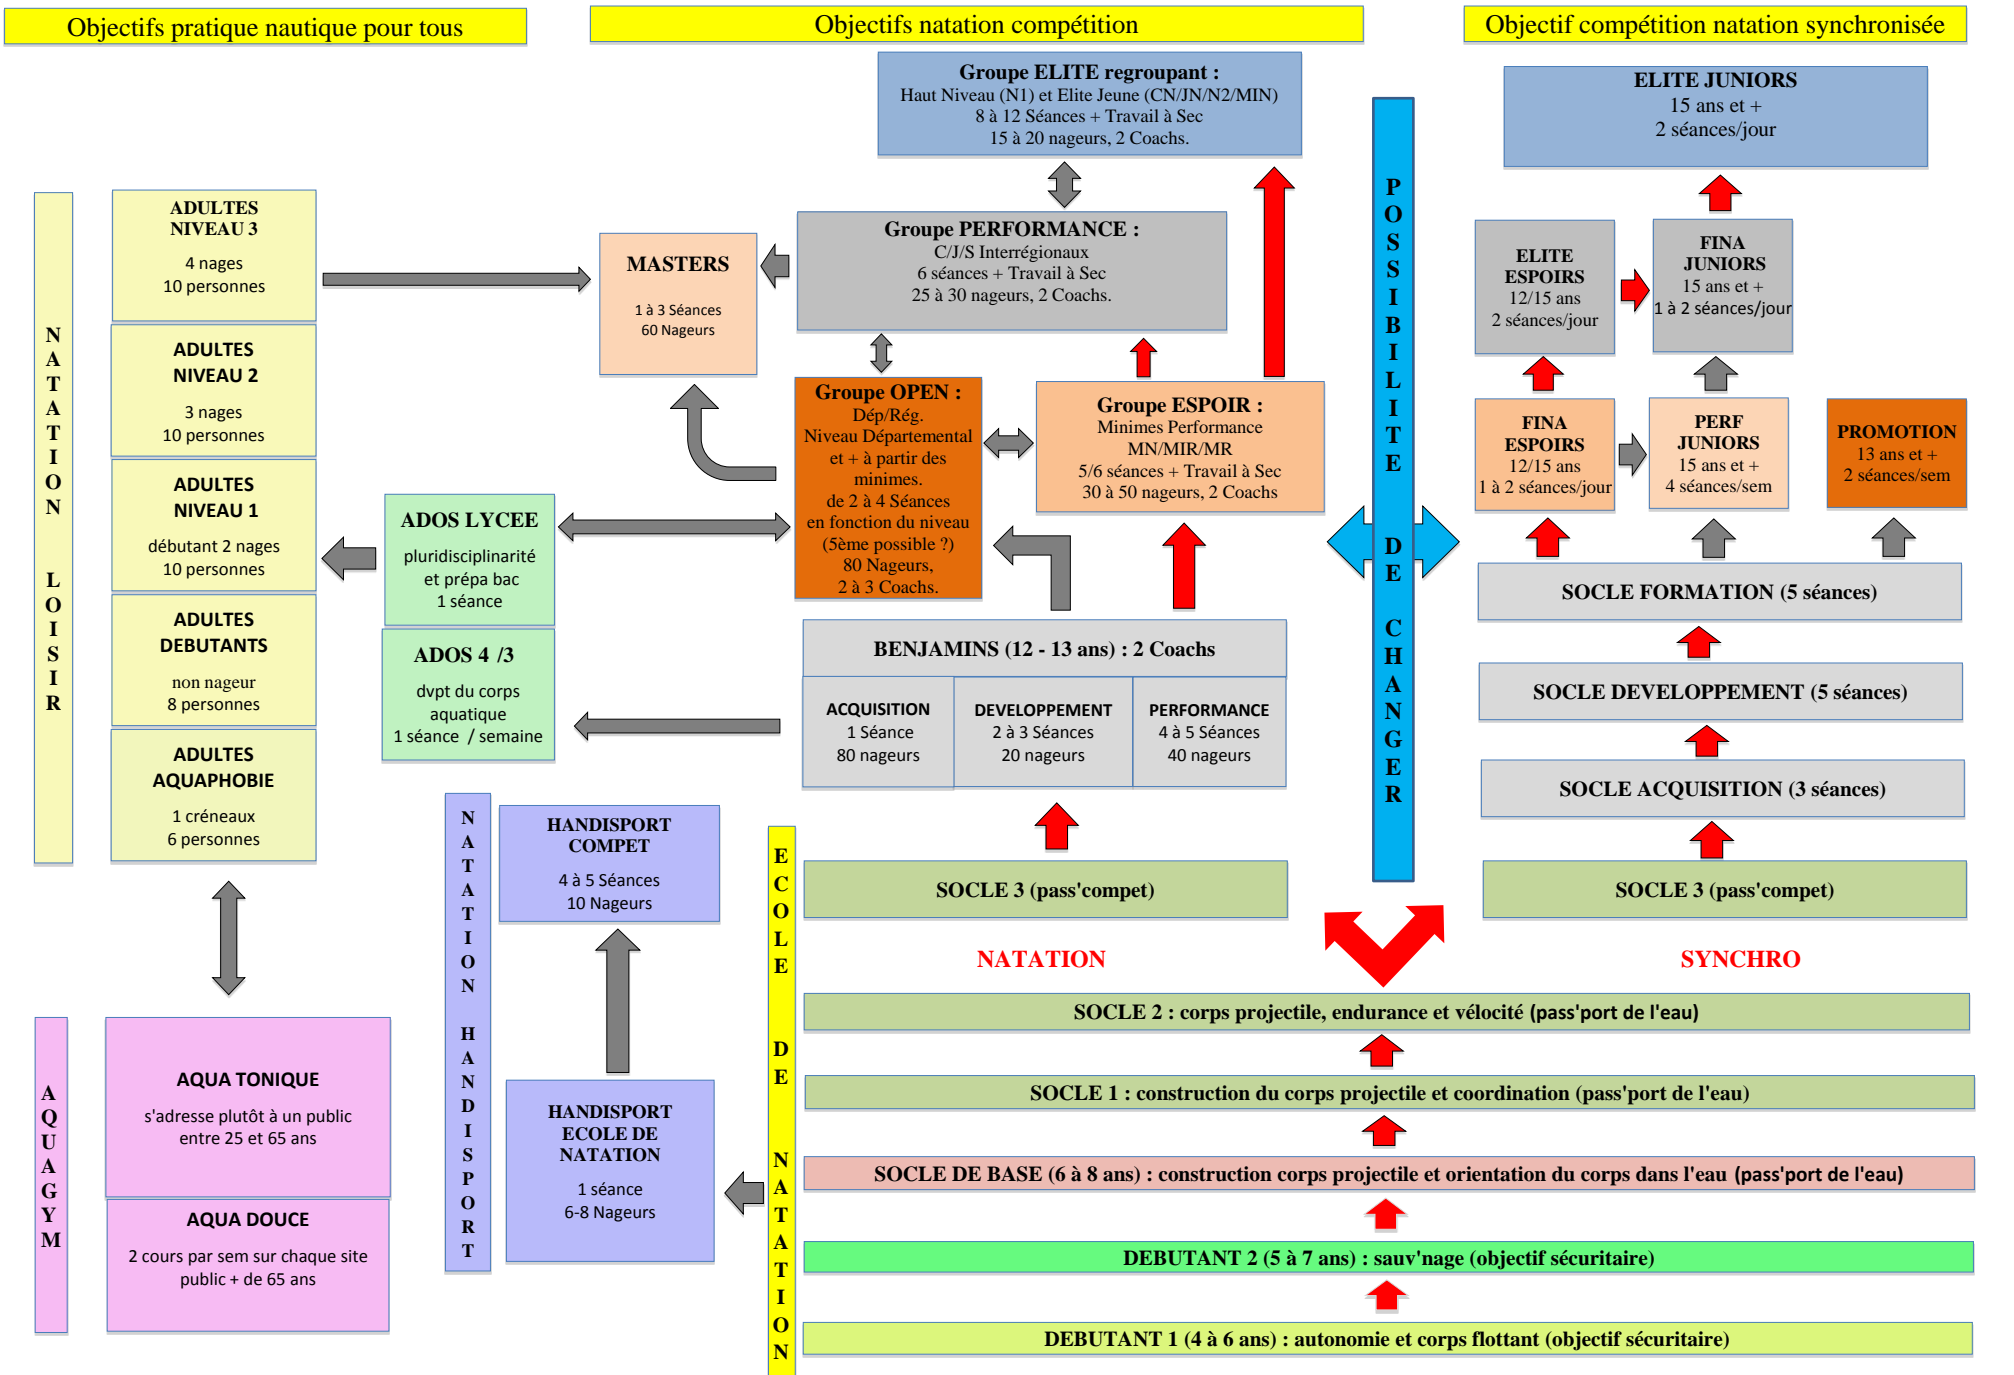 Objectifs pratique nautique pour tous
Objectifs natation compétition
Objectif compétition natation synchronisée
NATATION LOISIR
ADULTES
NIVEAU 3
4 nages
10 personnes
ADULTES
NIVEAU 2
3 nages
10 personnes
ADULTES
NIVEAU 1
débutant 2 nages
10 personnes
ADULTES
DEBUTANTS
non nageur
8 personnes
ADULTES
AQUAPHOBIE
1 créneaux
6 personnes
AQUAGYM
AQUA TONIQUE
s'adresse plutôt à un public
entre 25 et 65 ans
AQUA DOUCE
2 cours par sem sur chaque site
public + de 65 ans
ADOS LYCEE
pluridisciplinarité
et prépa bac
1 séance
ADOS 4 /3
dvpt du corps
aquatique
1 séance / semaine
NATATION HANDISPORT
HANDISPORT
COMPET
4 à 5 Séances
10 Nageurs
HANDISPORT
ECOLE DE
NATATION
1 séance
6-8 Nageurs
MASTERS
1 à 3 Séances
60 Nageurs
Groupe ELITE regroupant :
Haut Niveau (N1) et Elite Jeune (CN/JN/N2/MIN)
8 à 12 Séances + Travail à Sec
15 à 20 nageurs, 2 Coachs.
Groupe PERFORMANCE :
C/J/S Interrégionaux
6 séances + Travail à Sec
25 à 30 nageurs, 2 Coachs.
Groupe OPEN :
Dép/Rég.
Niveau Départemental
et + à partir des
minimes.
de 2 à 4 Séances
en fonction du niveau
(5ème possible ?)
80 Nageurs,
2 à 3 Coachs.
Groupe ESPOIR :
Minimes Performance
MN/MIR/MR
5/6 séances + Travail à Sec
30 à 50 nageurs, 2 Coachs
BENJAMINS (12 - 13 ans) : 2 Coachs
ACQUISITION
1 Séance
80 nageurs
DEVELOPPEMENT
2 à 3 Séances
20 nageurs
PERFORMANCE
4 à 5 Séances
40 nageurs
ECOLE DE NATATION
SOCLE 3 (pass'compet)
NATATION
POSSIBILITE DE CHANGER
ELITE JUNIORS
15 ans et +
2 séances/jour
ELITE
ESPOIRS
12/15 ans
2 séances/jour
FINA
JUNIORS
15 ans et +
1 à 2 séances/jour
FINA
ESPOIRS
12/15 ans
1 à 2 séances/jour
PERF
JUNIORS
15 ans et +
4 séances/sem
PROMOTION
13 ans et +
2 séances/sem
SOCLE FORMATION (5 séances)
SOCLE DEVELOPPEMENT (5 séances)
SOCLE ACQUISITION (3 séances)
SOCLE 3 (pass'compet)
SYNCHRO
SOCLE 2 : corps projectile, endurance et vélocité (pass'port de l'eau)
SOCLE 1 : construction du corps projectile et coordination (pass'port de l'eau)
SOCLE DE BASE (6 à 8 ans) : construction corps projectile et orientation du corps dans l'eau (pass'port de l'eau)
DEBUTANT 2 (5 à 7 ans) : sauv'nage (objectif sécuritaire)
DEBUTANT 1 (4 à 6 ans) : autonomie et corps flottant (objectif sécuritaire)